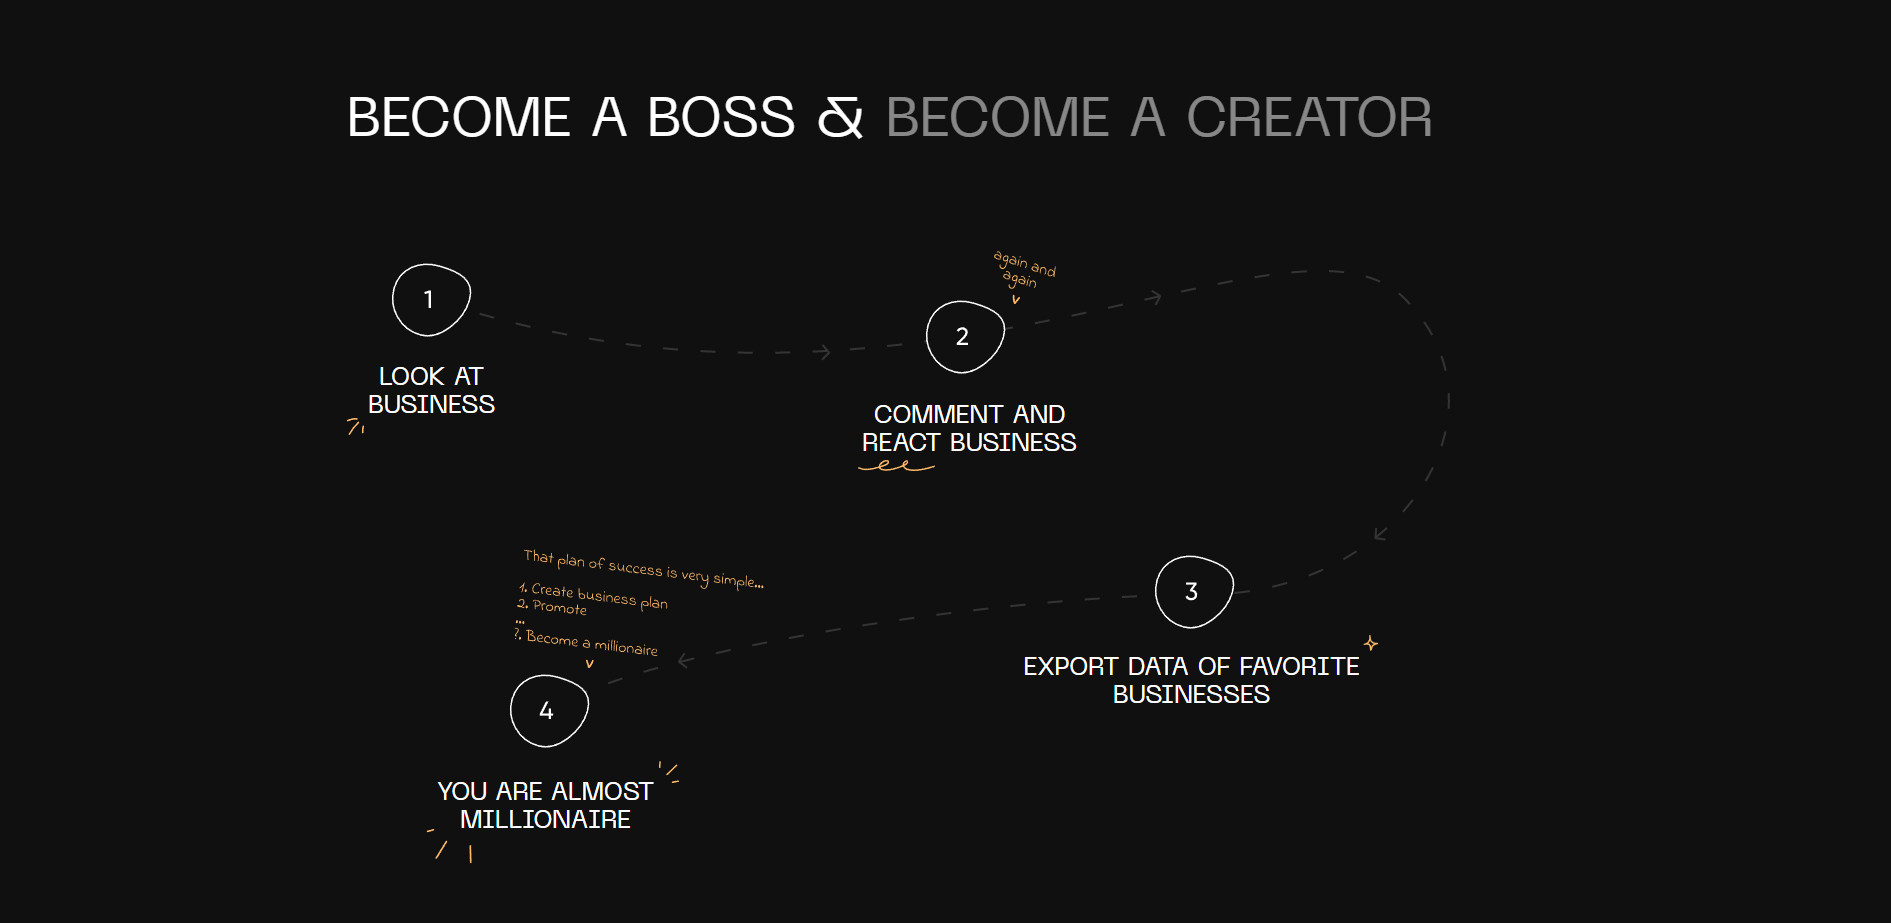 BECOME A BOSS & BECOME A CREATOR
1
LOOK AT
BUSINESS
again and
again
2
COMMENT AND
REACT BUSINESS
3
EXPORT DATA OF FAVORITE
BUSINESSES
That plan of success is very simple...
1. Create business plan
2. Promote
...
?. Become a millionaire
4
YOU ARE ALMOST
MILLIONAIRE